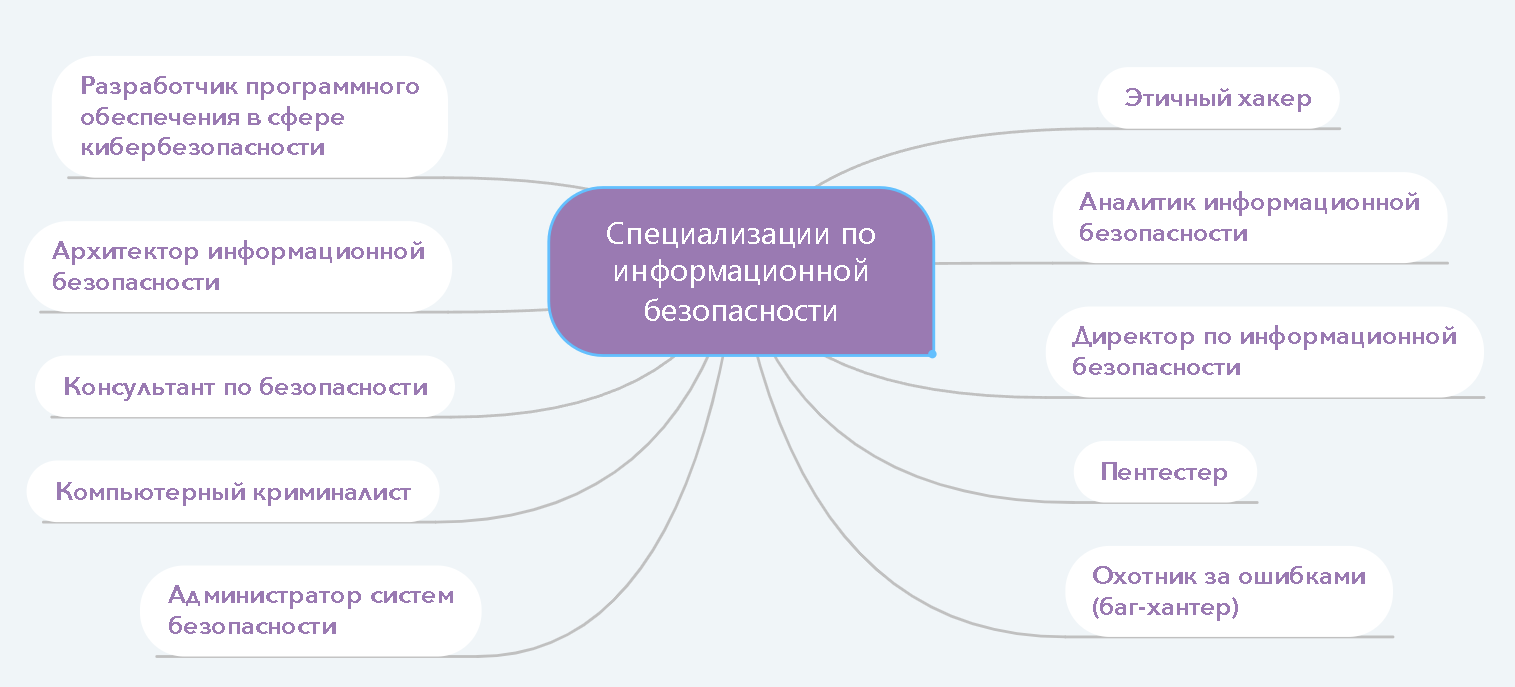 Специализации по
информационной
безопасности
Разработчик программного
обеспечения в сфере
кибербезопасности
Архитектор информационной
безопасности
Консультант по безопасности
Компьютерный криминалист
Администратор систем
безопасности
Этичный хакер
Аналитик информационной
безопасности
Директор по информационной
безопасности
Пентестер
Охотник за ошибками
(баг-хантер)